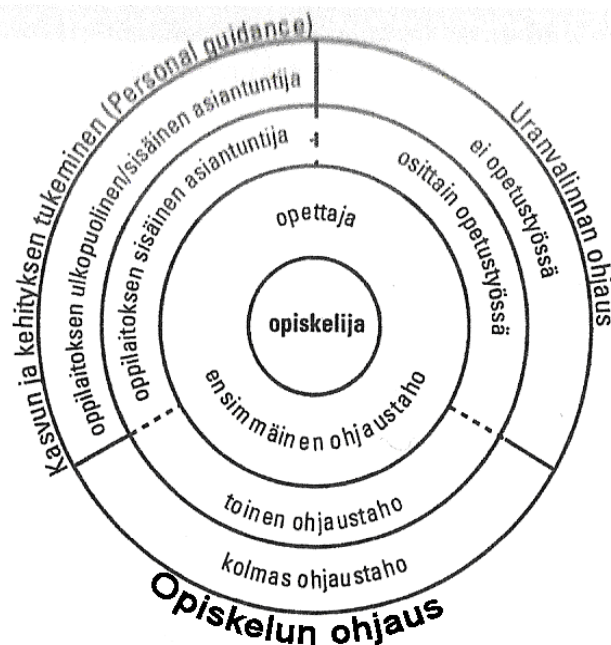 Kasvun ja kehityksen tukeminen (Personal guidance)
oppilaitoksen ulkopuolinen/sisäinen asiantuntija
oppilaitoksen sisäinen asiantuntija
Uranvalinnan ohjaus
ei opetustyössä
osittain opetustyössä
opettaja
opiskelija
ensimmäinen ohjaustaho
toinen ohjaustaho
kolmas ohjaustaho
Opiskelun ohjaus